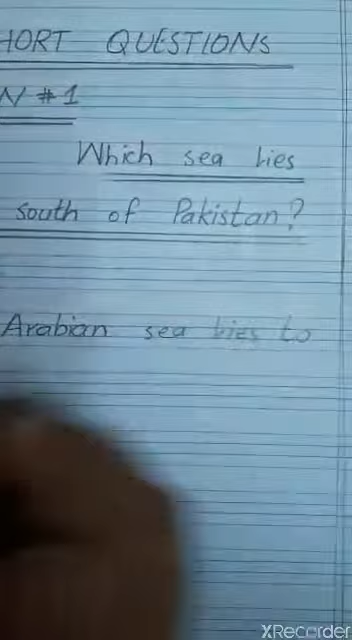 HORT QUESTIONS
N #1
Which sea lies
south of Pakistan?
Arabian sea lies to
XRecorder